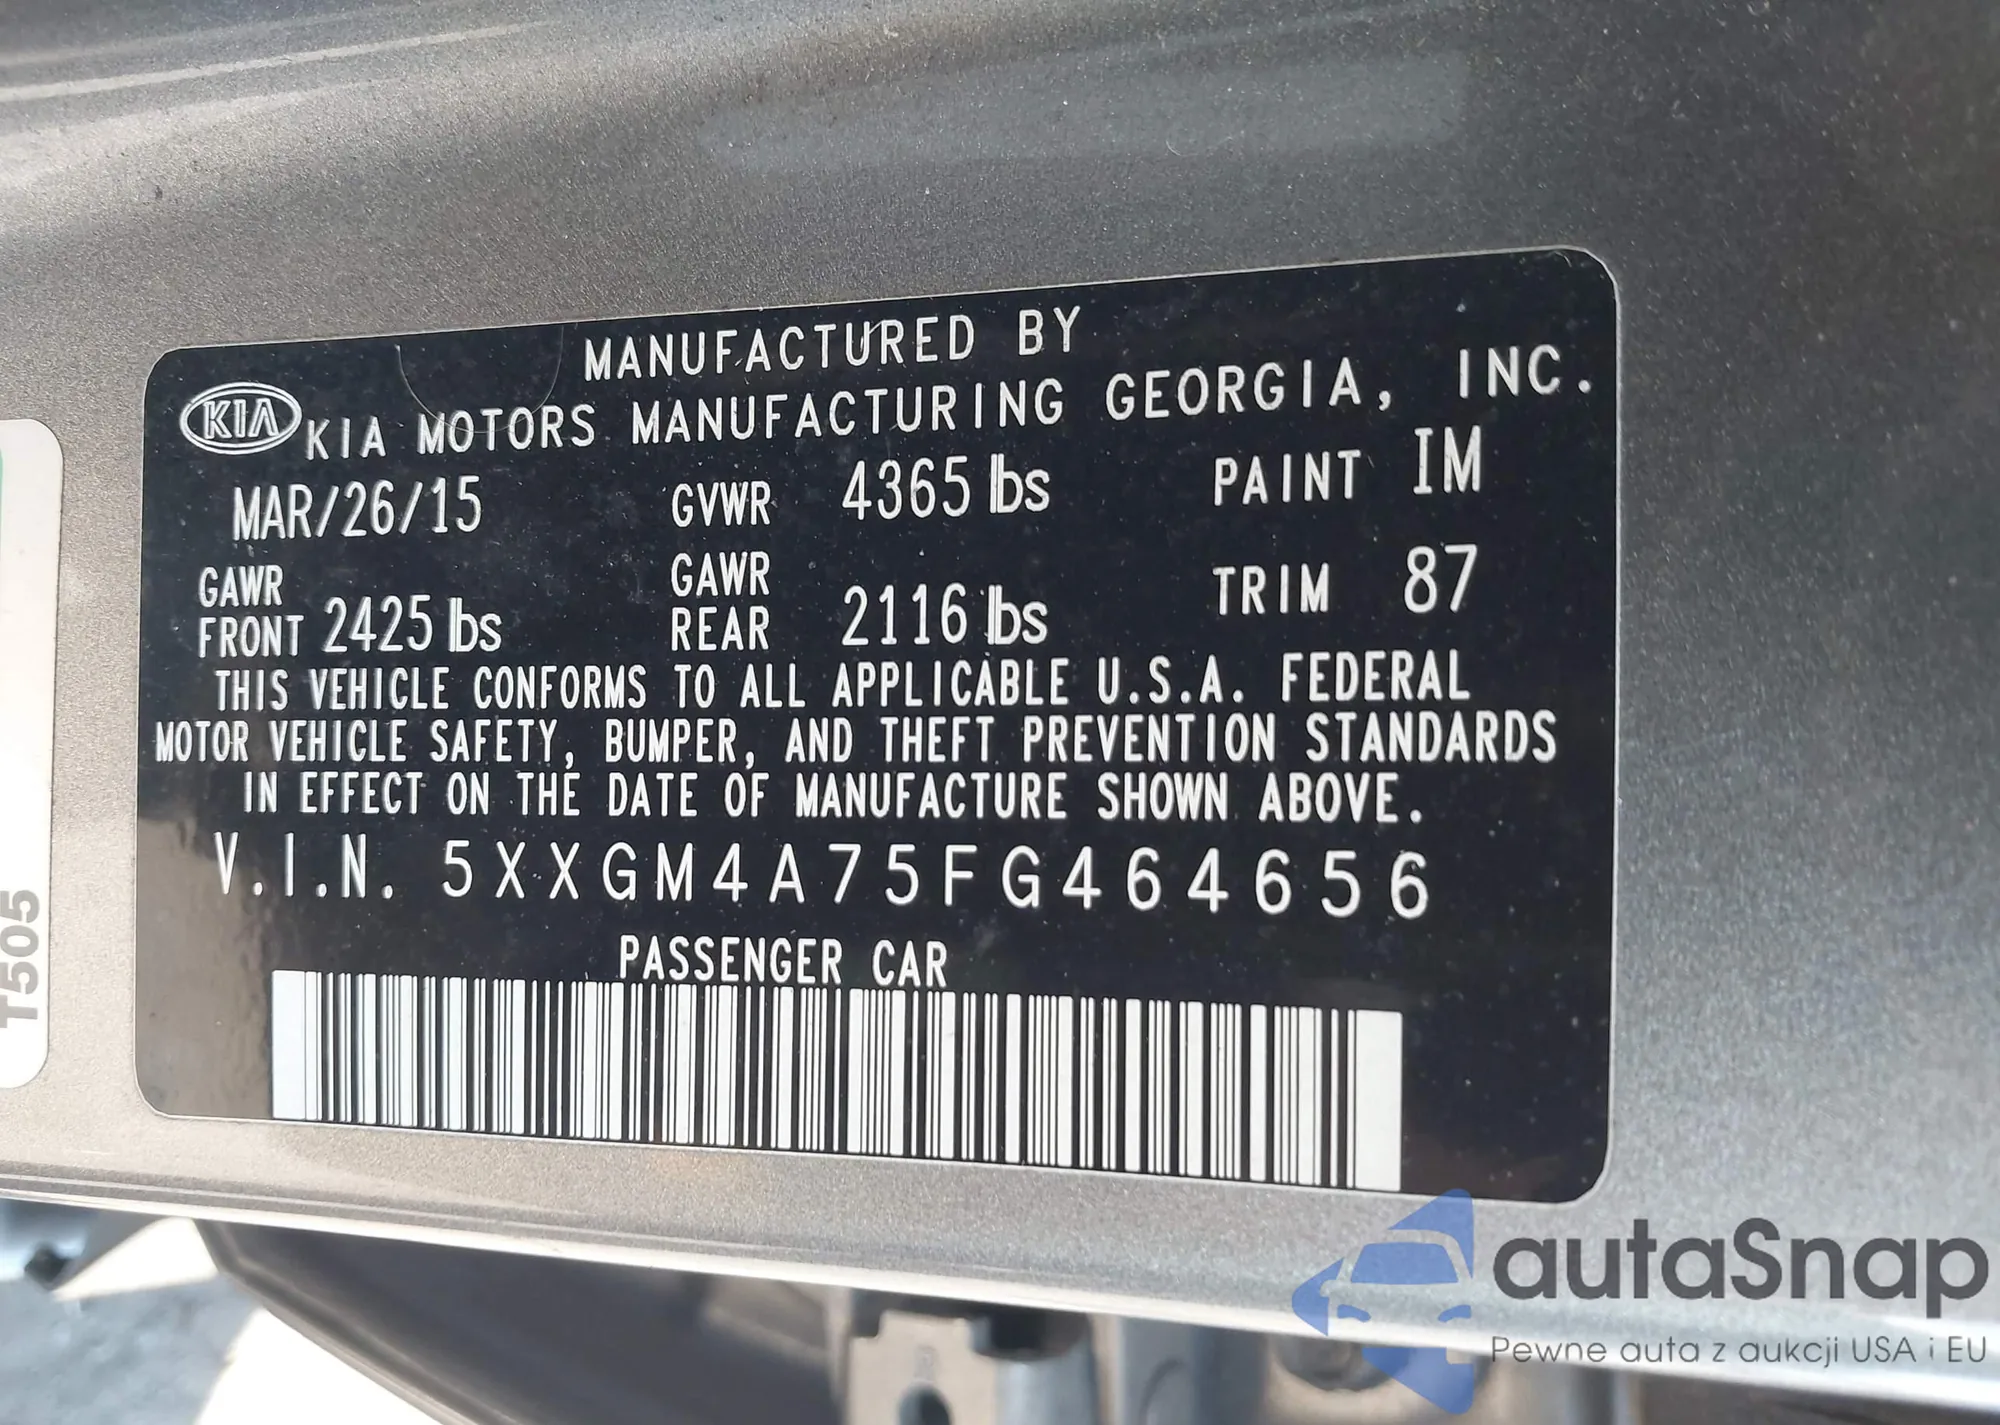 MANUFACTURED BY
KIA KIA MOTORS MANUFACTURING GEORGIA, INC.
MAR/26/15 GVWR 4365 lbs PAINT IM
GAWR FRONT 2425 lbs GAWR REAR 2116 lbs TRIM 87
THIS VEHICLE CONFORMS TO ALL APPLICABLE U.S.A. FEDERAL
MOTOR VEHICLE SAFETY, BUMPER, AND THEFT PREVENTION STANDARDS
IN EFFECT ON THE DATE OF MANUFACTURE SHOWN ABOVE.
V.I.N. 5XXGM4A75FG464656
PASSENGER CAR
T505
autaSnap
Pewne auta z aukcji USA i EU